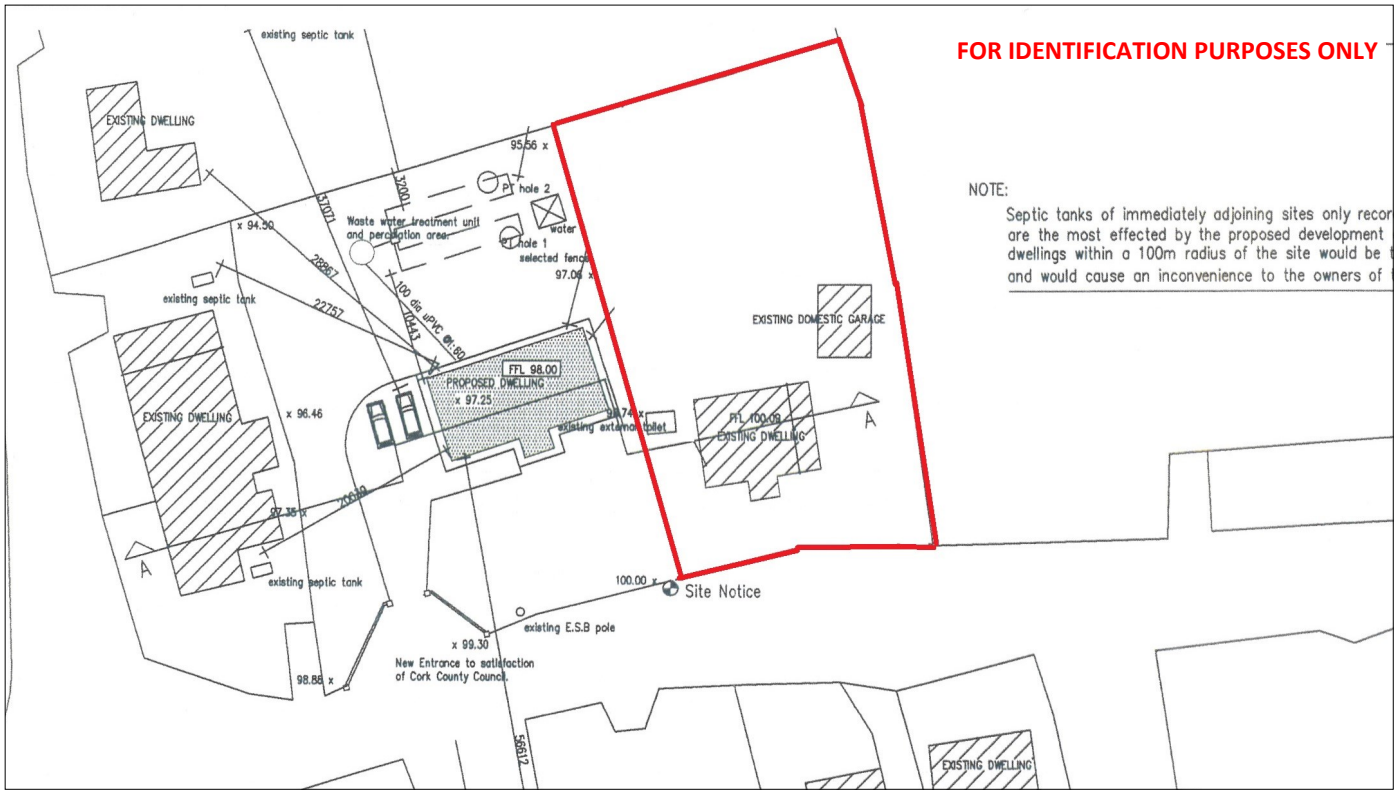 existing septic tank
FOR IDENTIFICATION PURPOSES ONLY
EXISTING DWELLING
95.56 x
PT hole 2
32001
37071
NOTE:
Septic tanks of immediately adjoining sites only recor
are the most effected by the proposed development
dwellings within a 100m radius of the site would be t
and would cause an inconvenience to the owners of t
x 94.50
Waste water treatment unit
and percolation area.
water
PT hole 1
selected fence
97.06 x
28867
existing septic tank
22757
100 dia uPVC @1:60
10443
EXISTING DOMESTIC GARAGE
FFL 98.00
PROPOSED DWELLING
x 97.25
EXISTING DWELLING
x 96.46
existing external toilet
FFL 100.09
EXISTING DWELLING
A
97.35 x
A
existing septic tank
100.00 x
Site Notice
existing E.S.B pole
x 99.30
New Entrance to satisfaction
of Cork County Council.
98.88 x
56612
EXISTING DWELLING